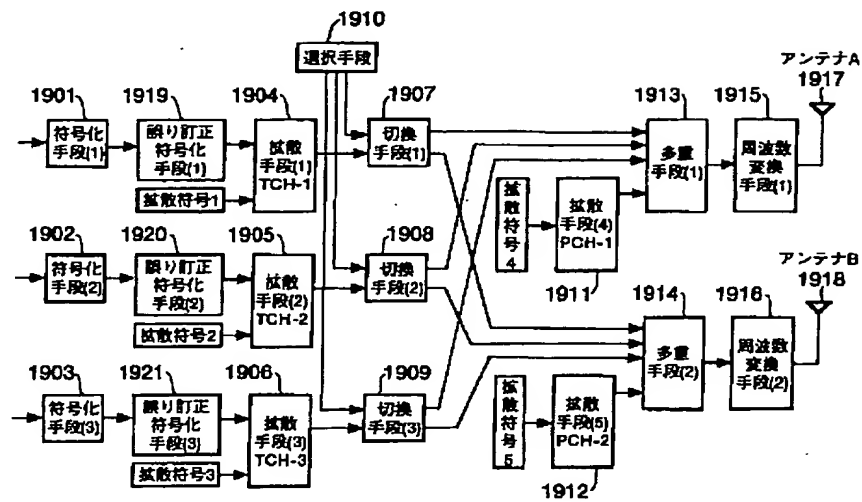 1910
選択手段
アンテナA
1917
1901
符号化
手段(1)
1919
誤り訂正
符号化
手段(1)
1904
拡散
手段(1)
TCH-1
拡散符号1
1907
切換
手段(1)
1913
多重
手段(1)
1915
周波数
変換
手段(1)
拡散符号4
拡散
手段(4)
PCH-1
1911
1902
符号化
手段(2)
1920
誤り訂正
符号化
手段(2)
1905
拡散
手段(2)
TCH-2
拡散符号2
1908
切換
手段(2)
アンテナB
1918
1914
多重
手段(2)
1916
周波数
変換
手段(2)
1903
符号化
手段(3)
1921
誤り訂正
符号化
手段(3)
1906
拡散
手段(3)
TCH-3
拡散符号3
1909
切換
手段(3)
拡散符号5
拡散
手段(5)
PCH-2
1912